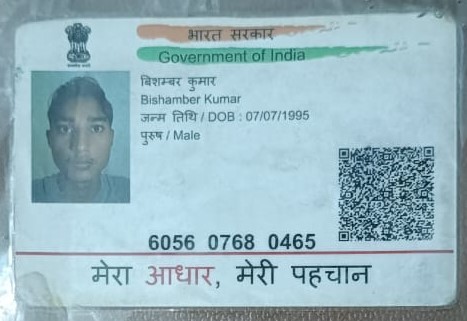 भारत सरकार
Government of India
बिशम्बर कुमार
Bishamber Kumar
जन्म तिथि / DOB : 07/07/1995
पुरुष / Male
6056 0768 0465
मेरा आधार, मेरी पहचान